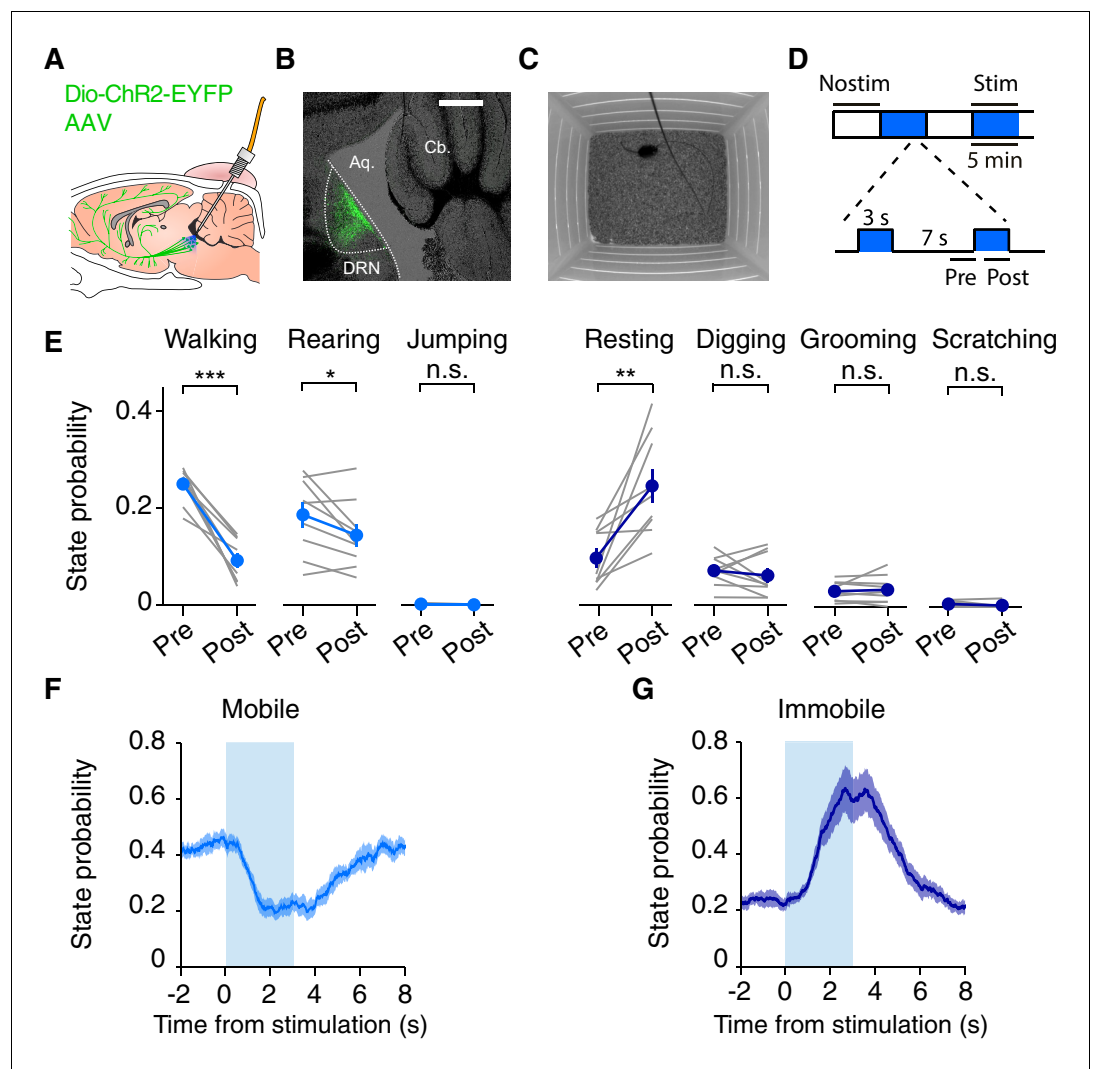 A
Dio-ChR2-EYFP
AAV
B
Aq.
Cb.
DRN
C
D
Nostim
Stim
5 min
3 s
7 s
Pre
Post
E
Walking
Rearing
Jumping
Resting
Digging
Grooming
Scratching
***
*
n.s.
**
n.s.
n.s.
n.s.
State probability
0.4
0.2
0
Pre
Post
Pre
Post
Pre
Post
Pre
Post
Pre
Post
Pre
Post
Pre
Post
F
Mobile
State probability
0.8
0.6
0.4
0.2
0
-2
0
2
4
6
8
Time from stimulation (s)
G
Immobile
State probability
0.8
0.6
0.4
0.2
0
-2
0
2
4
6
8
Time from stimulation (s)